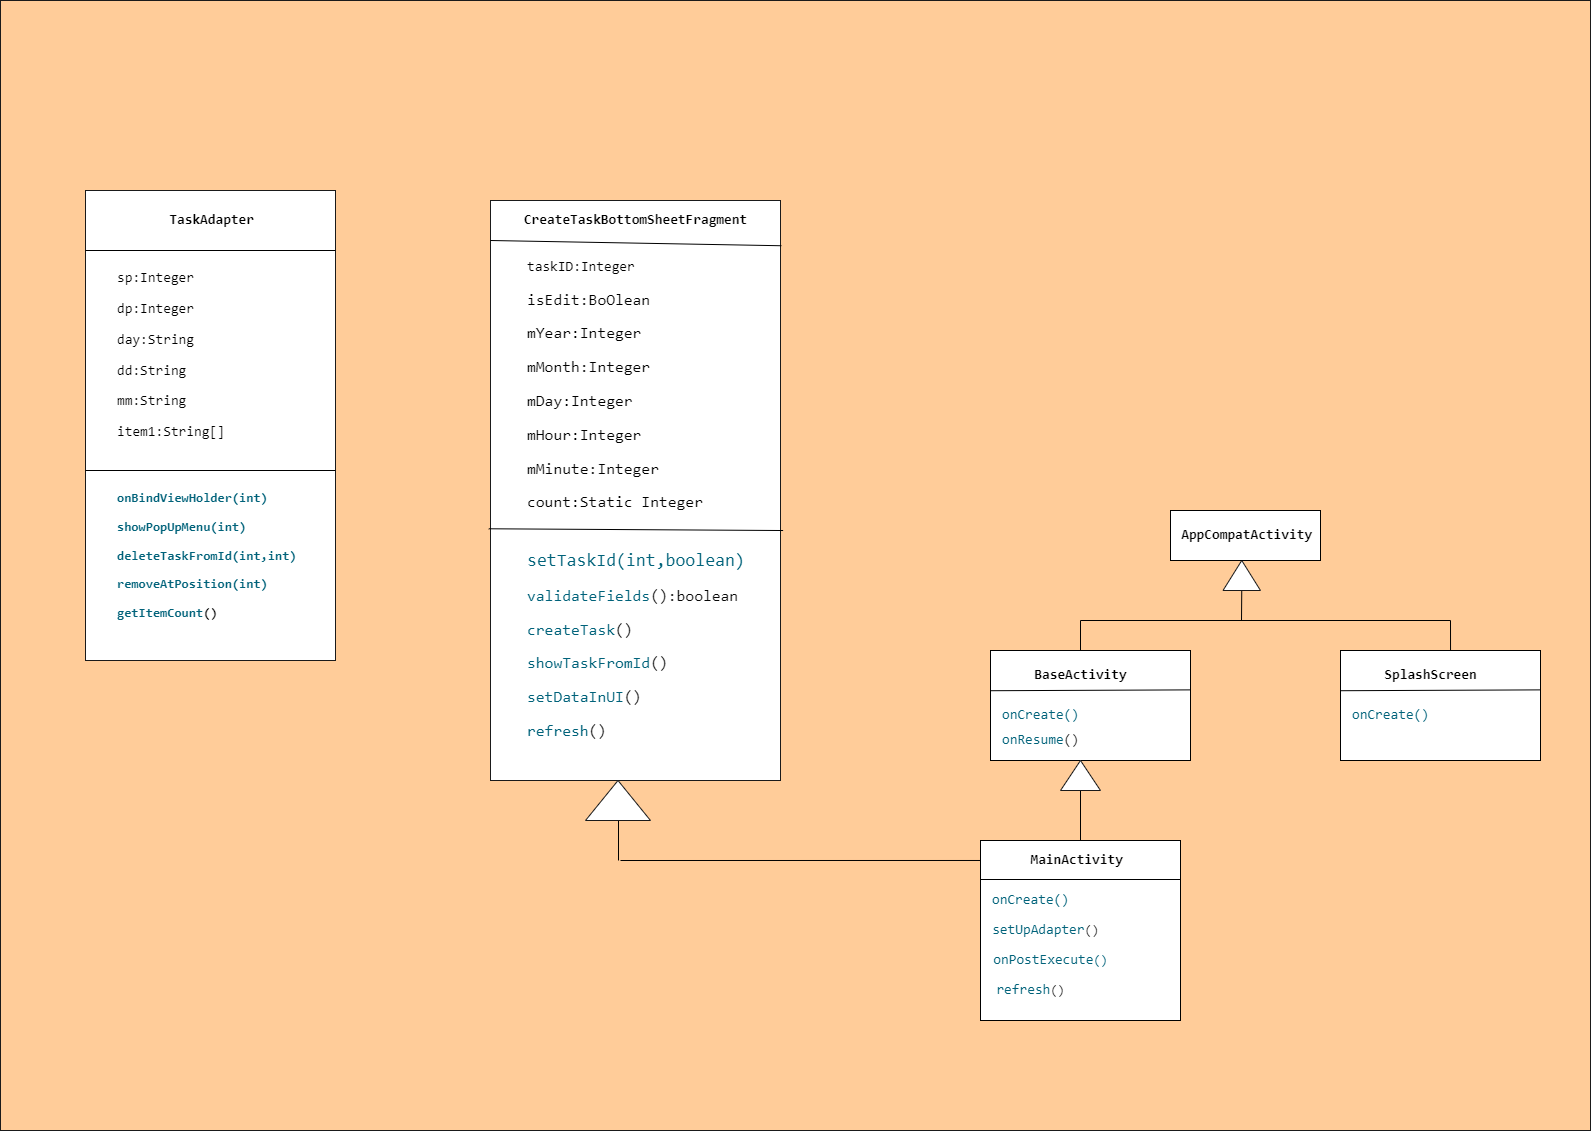 TaskAdapter
sp:Integer
dp:Integer
day:String
dd:String
mm:String
item1:String[]
onBindViewHolder(int)
showPopUpMenu(int)
deleteTaskFromId(int,int)
removeAtPosition(int)
getItemCount()
CreateTaskBottomSheetFragment
taskID:Integer
isEdit:BoOlean
mYear:Integer
mMonth:Integer
mDay:Integer
mHour:Integer
mMinute:Integer
count:Static Integer
setTaskId(int,boolean)
validateFields():boolean
createTask()
showTaskFromId()
setDataInUI()
refresh()
AppCompatActivity
BaseActivity
onCreate()
onResume()
SplashScreen
onCreate()
MainActivity
onCreate()
setUpAdapter()
onPostExecute()
refresh()